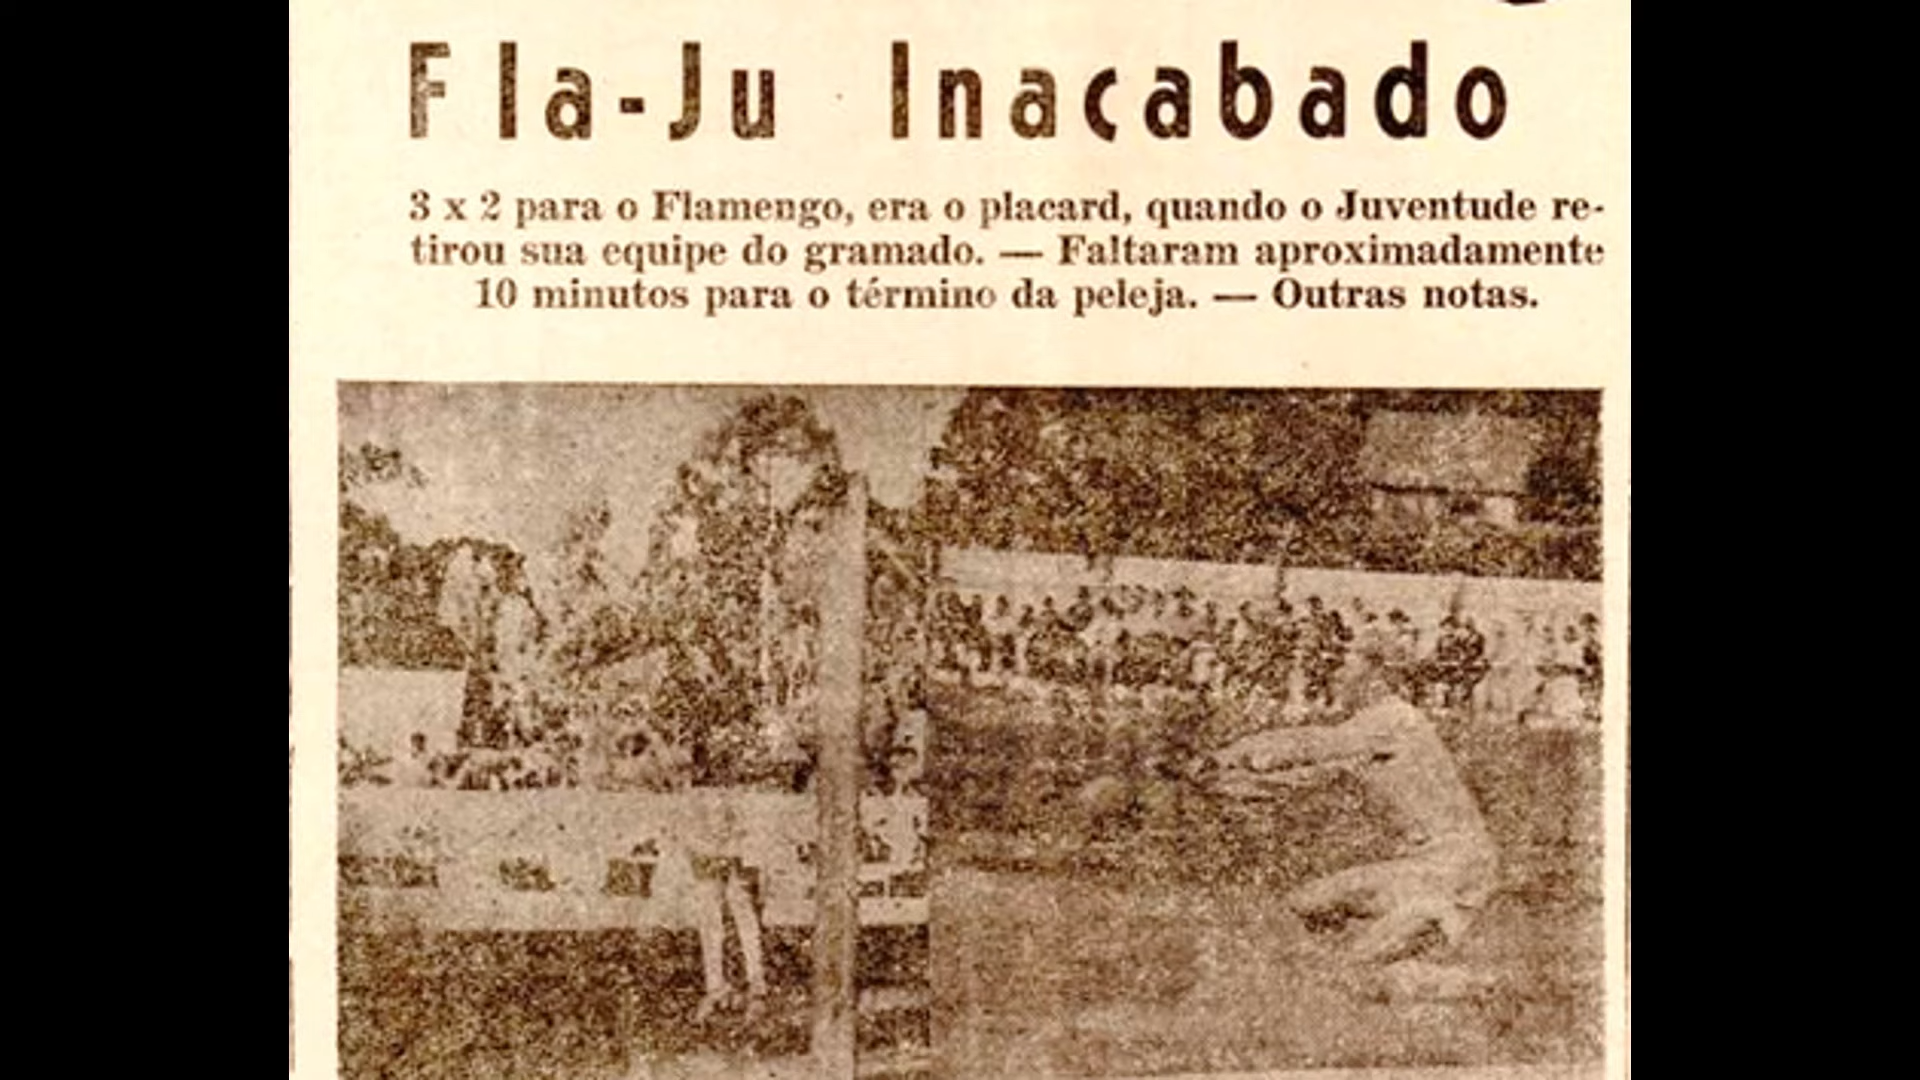 Fla-Ju Inacabado
3 x 2 para o Flamengo, era o placard, quando o Juventude re-
tirou sua equipe do gramado. — Faltaram aproximadamente
10 minutos para o término da peleja. — Outras notas.